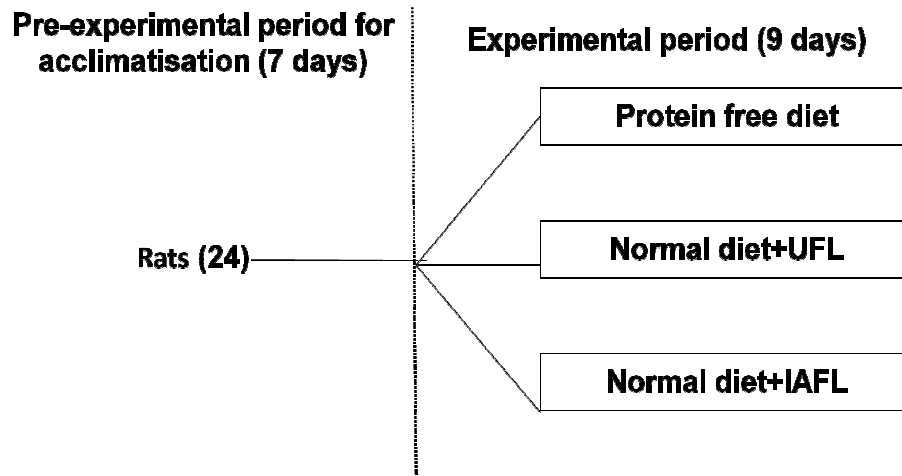 Pre-experimental period for
acclimatisation (7 days)
Experimental period (9 days)
Protein free diet
Rats (24)
Normal diet+UFL
Normal diet+IAFL